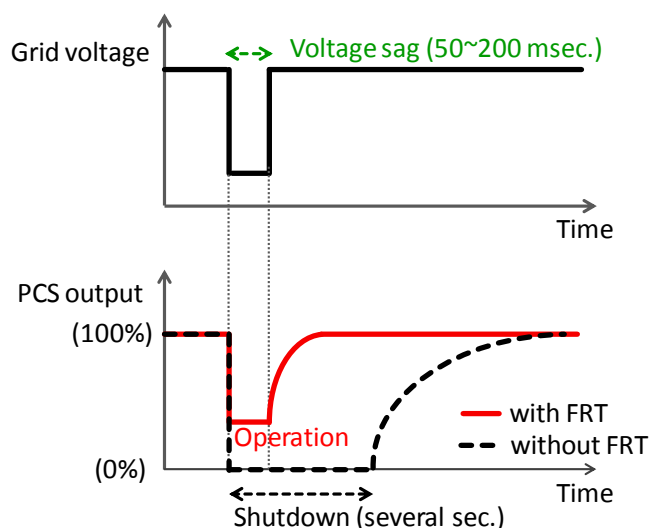 Grid voltage
Voltage sag (50~200 msec.)
Time
PCS output
(100%)
Operation
with FRT
without FRT
(0%)
Time
Shutdown (several sec.)